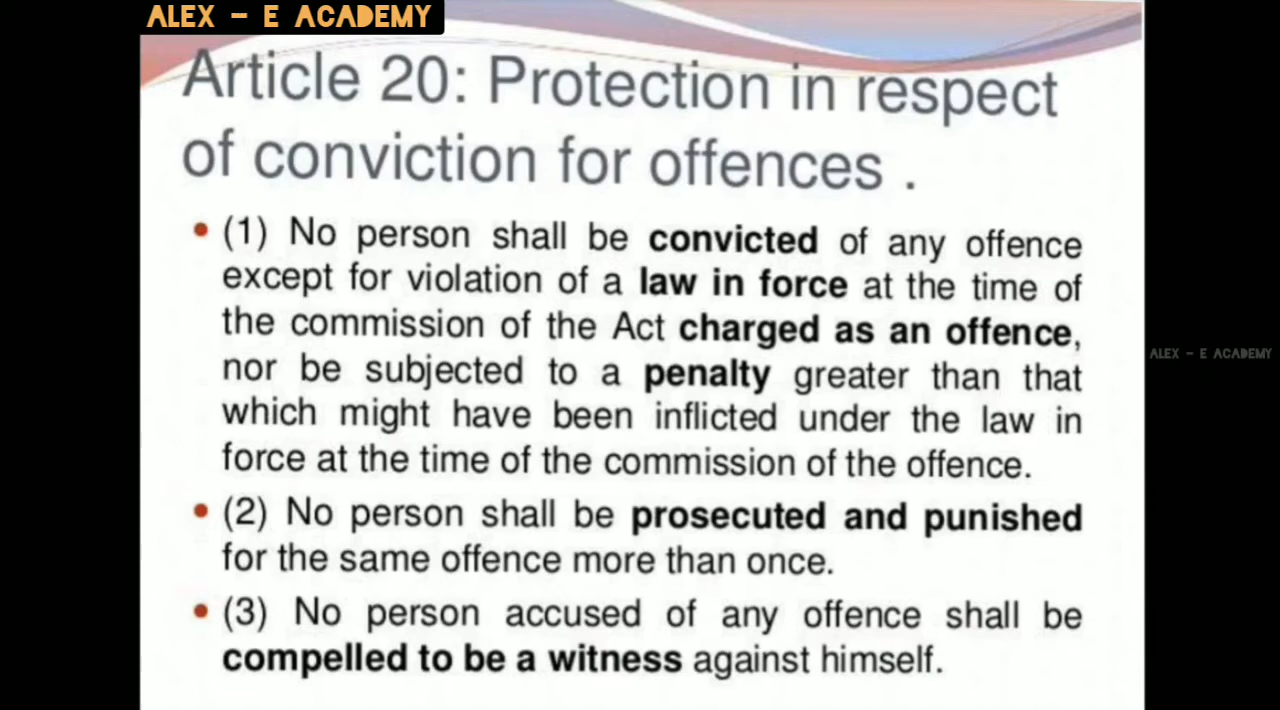 ALEX - E ACADEMY
Article 20: Protection in respect
of conviction for offences .
• (1) No person shall be convicted of any offence
except for violation of a law in force at the time of
the commission of the Act charged as an offence,
nor be subjected to a penalty greater than that
which might have been inflicted under the law in
force at the time of the commission of the offence.
• (2) No person shall be prosecuted and punished
for the same offence more than once.
• (3) No person accused of any offence shall be
compelled to be a witness against himself.
ALEX - E ACADEMY